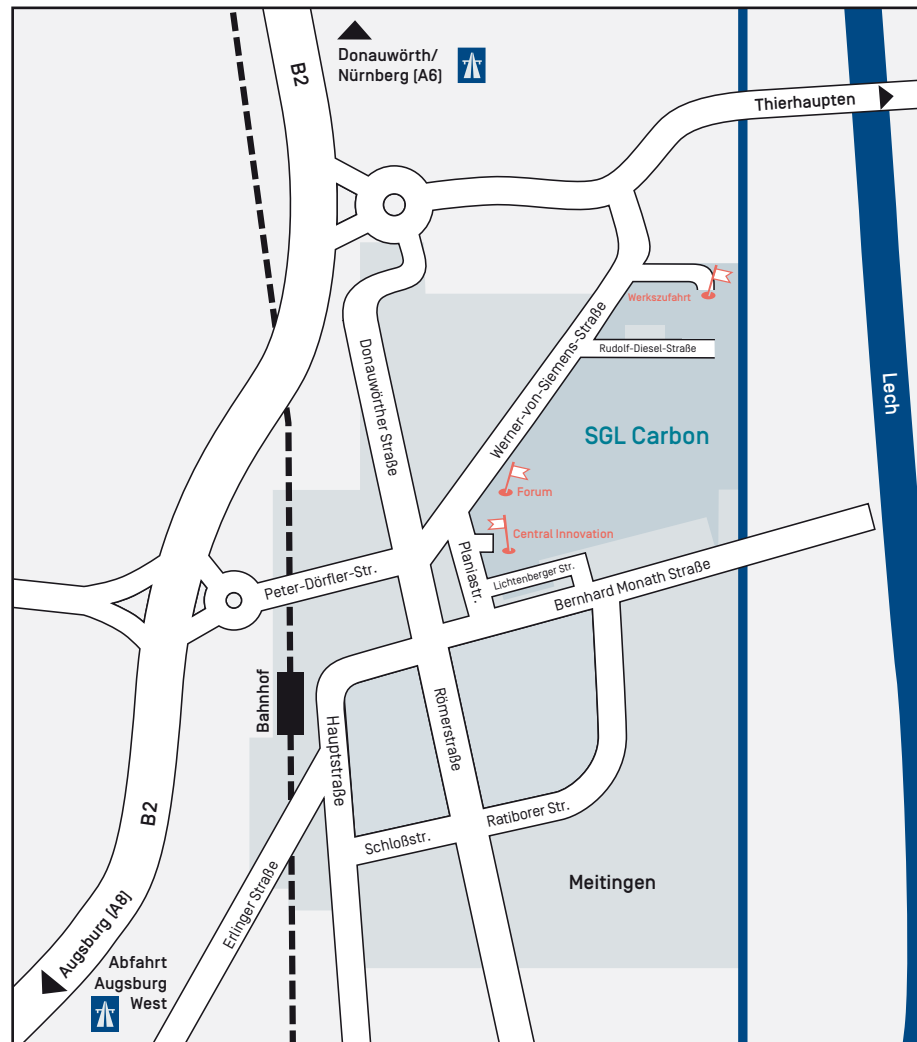 B2
Donauwörth/
Nürnberg (A6)
Thierhaupten
Werkszufahrt
Rudolf-Diesel-Straße
Werner-von-Siemens-Straße
Donauwörther Straße
Lech
SGL Carbon
Forum
Central Innovation
Planiastr.
Lichtenberger Str.
Peter-Dörfler-Str.
Bernhard Monath Straße
Bahnhof
Hauptstraße
Römerstraße
B2
Ratiborer Str.
Schloßstr.
Meitingen
Erlinger Straße
Augsburg (A8)
Abfahrt
Augsburg
West